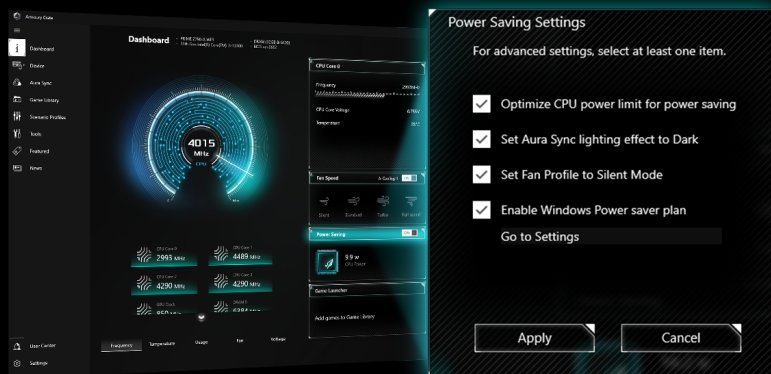 Armoury Crate
Dashboard
Device
Aura Sync
Game Library
Scenario Profiles
Tools
Featured
News
User Center
Settings
Dashboard
4015
MHz
CPU
CPU Core 0
2993 MHz
CPU Core 1
4489 MHz
CPU Core 2
4290 MHz
CPU Core 3
4290 MHz
Frequency
Temperature
Usage
Fan
Voltage
CPU Core 0
Frequency
CPU Core Voltage
Temperature
Fan Speed
Silent
Standard
Turbo
Full speed
Power Saving
9.9 w
CPU Power
Game Launcher
Add games to Game Library
Power Saving Settings
For advanced settings, select at least one item.
Optimize CPU power limit for power saving
Set Aura Sync lighting effect to Dark
Set Fan Profile to Silent Mode
Enable Windows Power saver plan
Go to Settings
Apply
Cancel